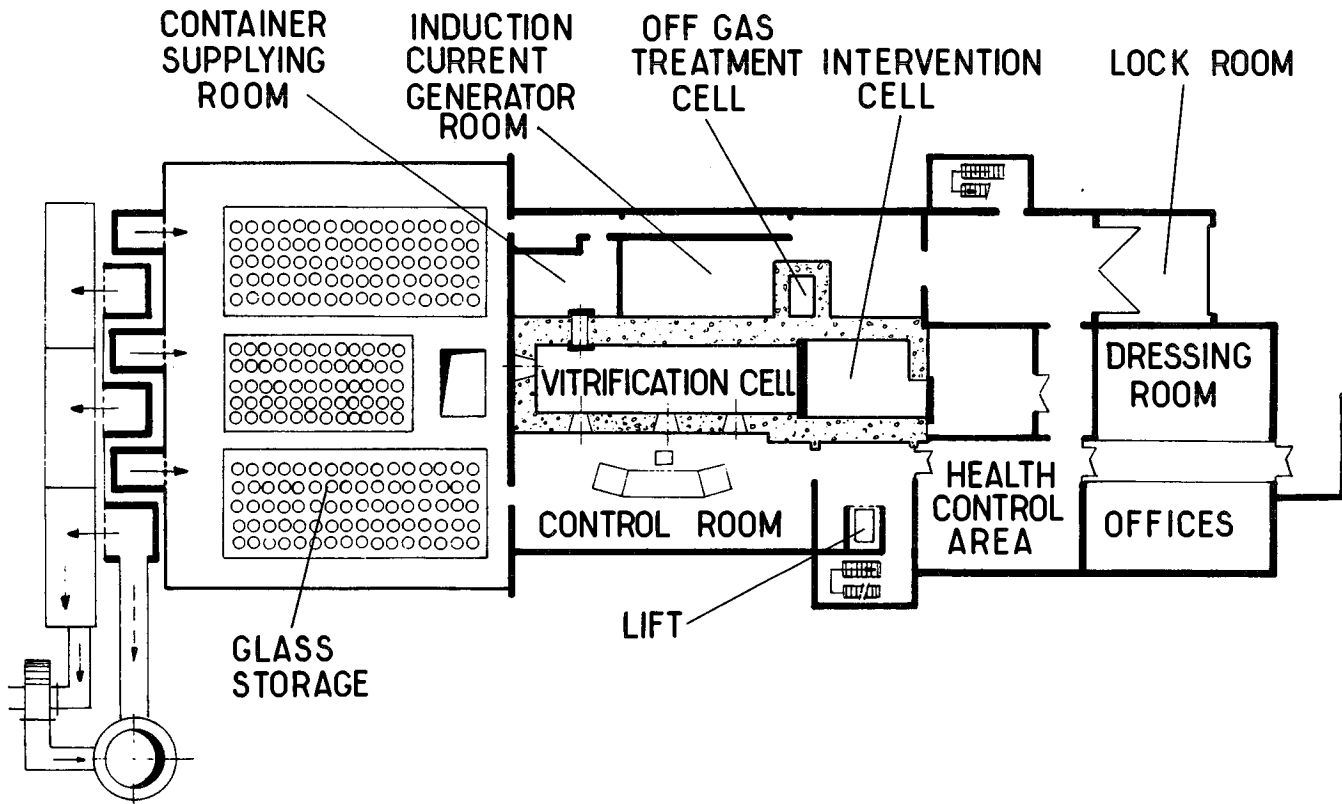 CONTAINER
SUPPLYING
ROOM
INDUCTION
CURRENT
GENERATOR
ROOM
OFF GAS
TREATMENT
CELL
INTERVENTION
CELL
LOCK ROOM
VITRIFICATION CELL
DRESSING
ROOM
CONTROL ROOM
HEALTH
CONTROL
AREA
OFFICES
LIFT
GLASS
STORAGE